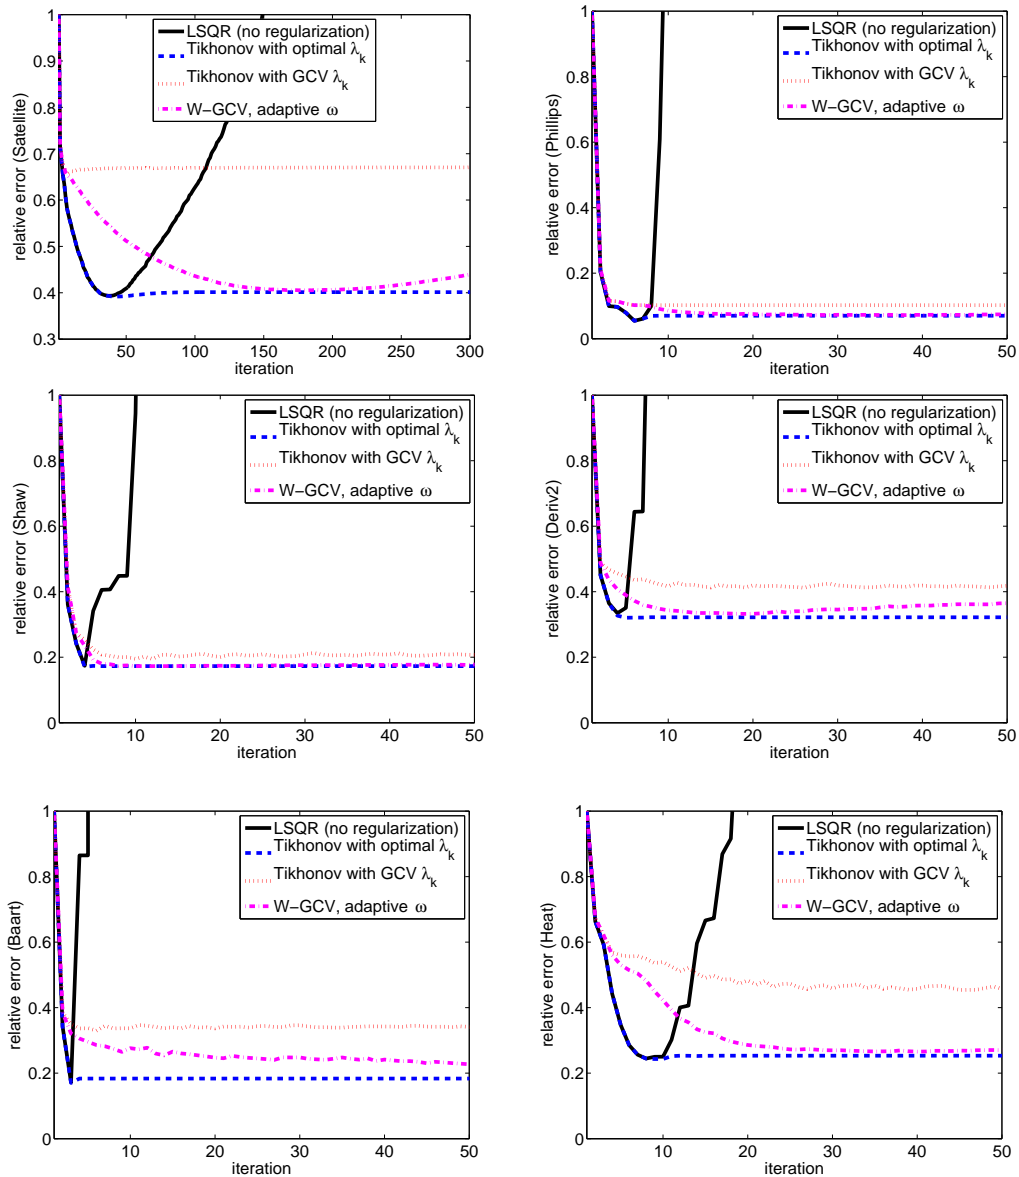 1
0.9
0.8
0.7
0.6
0.5
0.4
0.3
50
100
150
200
250
300
iteration
relative error (Satellite)
LSQR (no regularization)
Tikhonov with optimal λk
Tikhonov with GCV λk
W−GCV, adaptive ω
1
0.8
0.6
0.4
0.2
0
10
20
30
40
50
iteration
relative error (Phillips)
LSQR (no regularization)
Tikhonov with optimal λk
Tikhonov with GCV λk
W−GCV, adaptive ω
1
0.8
0.6
0.4
0.2
0
10
20
30
40
50
iteration
relative error (Shaw)
LSQR (no regularization)
Tikhonov with optimal λk
Tikhonov with GCV λk
W−GCV, adaptive ω
1
0.8
0.6
0.4
0.2
0
10
20
30
40
50
iteration
relative error (Deriv2)
LSQR (no regularization)
Tikhonov with optimal λk
Tikhonov with GCV λk
W−GCV, adaptive ω
1
0.8
0.6
0.4
0.2
0
10
20
30
40
50
iteration
relative error (Baart)
LSQR (no regularization)
Tikhonov with optimal λk
Tikhonov with GCV λk
W−GCV, adaptive ω
1
0.8
0.6
0.4
0.2
0
10
20
30
40
50
iteration
relative error (Heat)
LSQR (no regularization)
Tikhonov with optimal λk
Tikhonov with GCV λk
W−GCV, adaptive ω